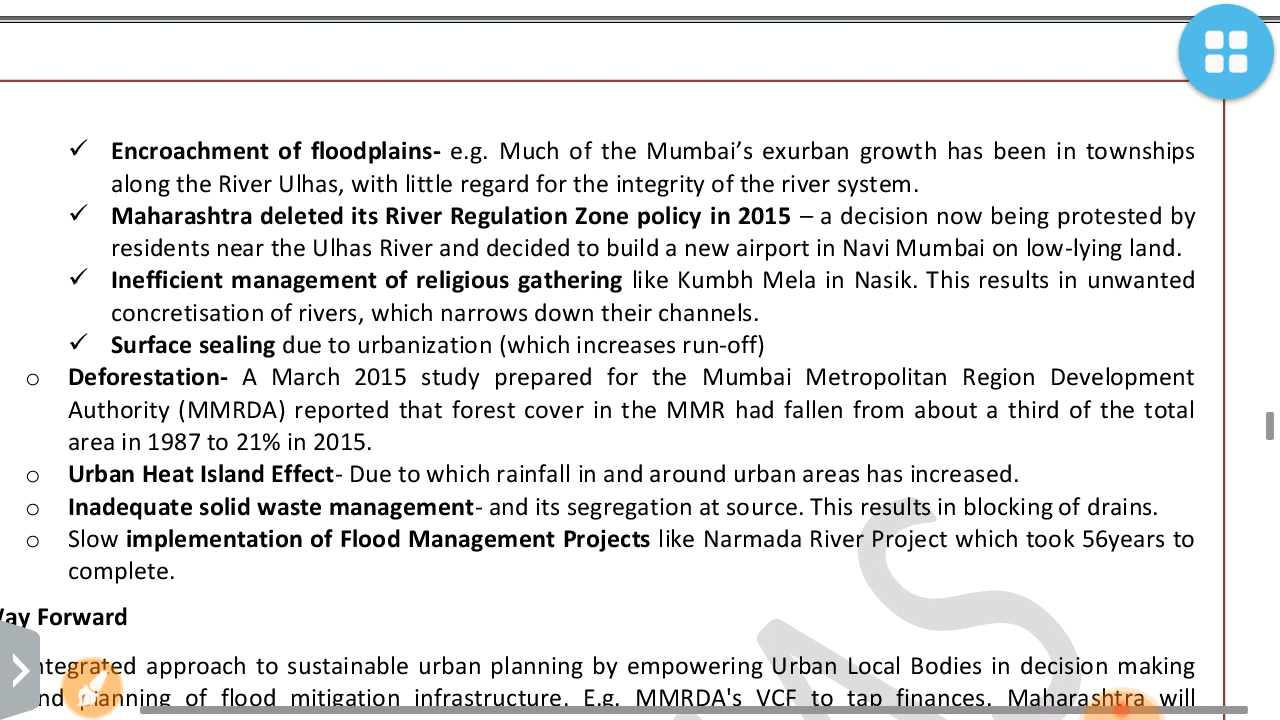 ✓ Encroachment of floodplains- e.g. Much of the Mumbai’s exurban growth has been in townships
along the River Ulhas, with little regard for the integrity of the river system.
✓ Maharashtra deleted its River Regulation Zone policy in 2015 – a decision now being protested by
residents near the Ulhas River and decided to build a new airport in Navi Mumbai on low-lying land.
✓ Inefficient management of religious gathering like Kumbh Mela in Nasik. This results in unwanted
concretisation of rivers, which narrows down their channels.
✓ Surface sealing due to urbanization (which increases run-off)
o Deforestation- A March 2015 study prepared for the Mumbai Metropolitan Region Development
Authority (MMRDA) reported that forest cover in the MMR had fallen from about a third of the total
area in 1987 to 21% in 2015.
o Urban Heat Island Effect- Due to which rainfall in and around urban areas has increased.
o Inadequate solid waste management- and its segregation at source. This results in blocking of drains.
o Slow implementation of Flood Management Projects like Narmada River Project which took 56years to
complete.
ay Forward
ntegrated approach to sustainable urban planning by empowering Urban Local Bodies in decision making
nd planning of flood mitigation infrastructure. E.g. MMRDA's VCF to tap finances. Maharashtra will